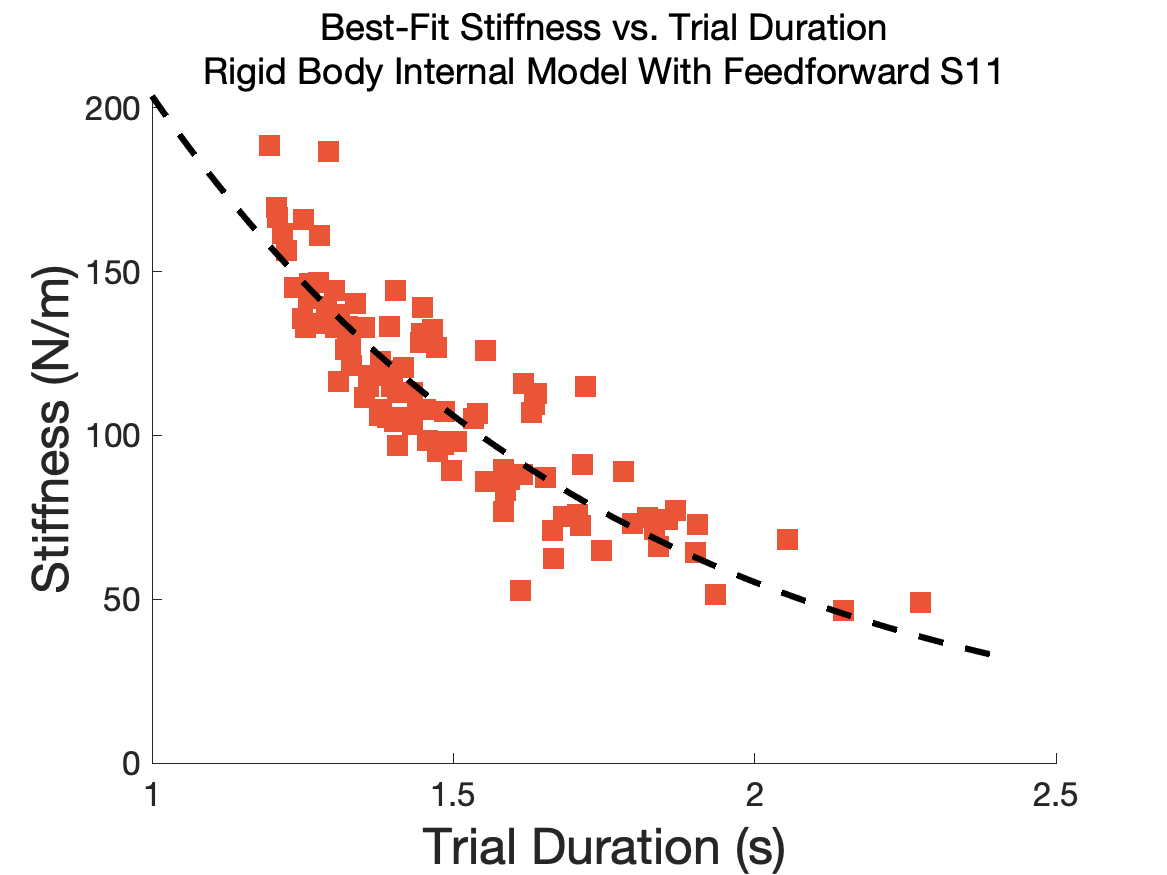 Best-Fit Stiffness vs. Trial Duration
Rigid Body Internal Model With Feedforward S11
Stiffness (N/m)
200
150
100
50
0
1
1.5
2
2.5
Trial Duration (s)